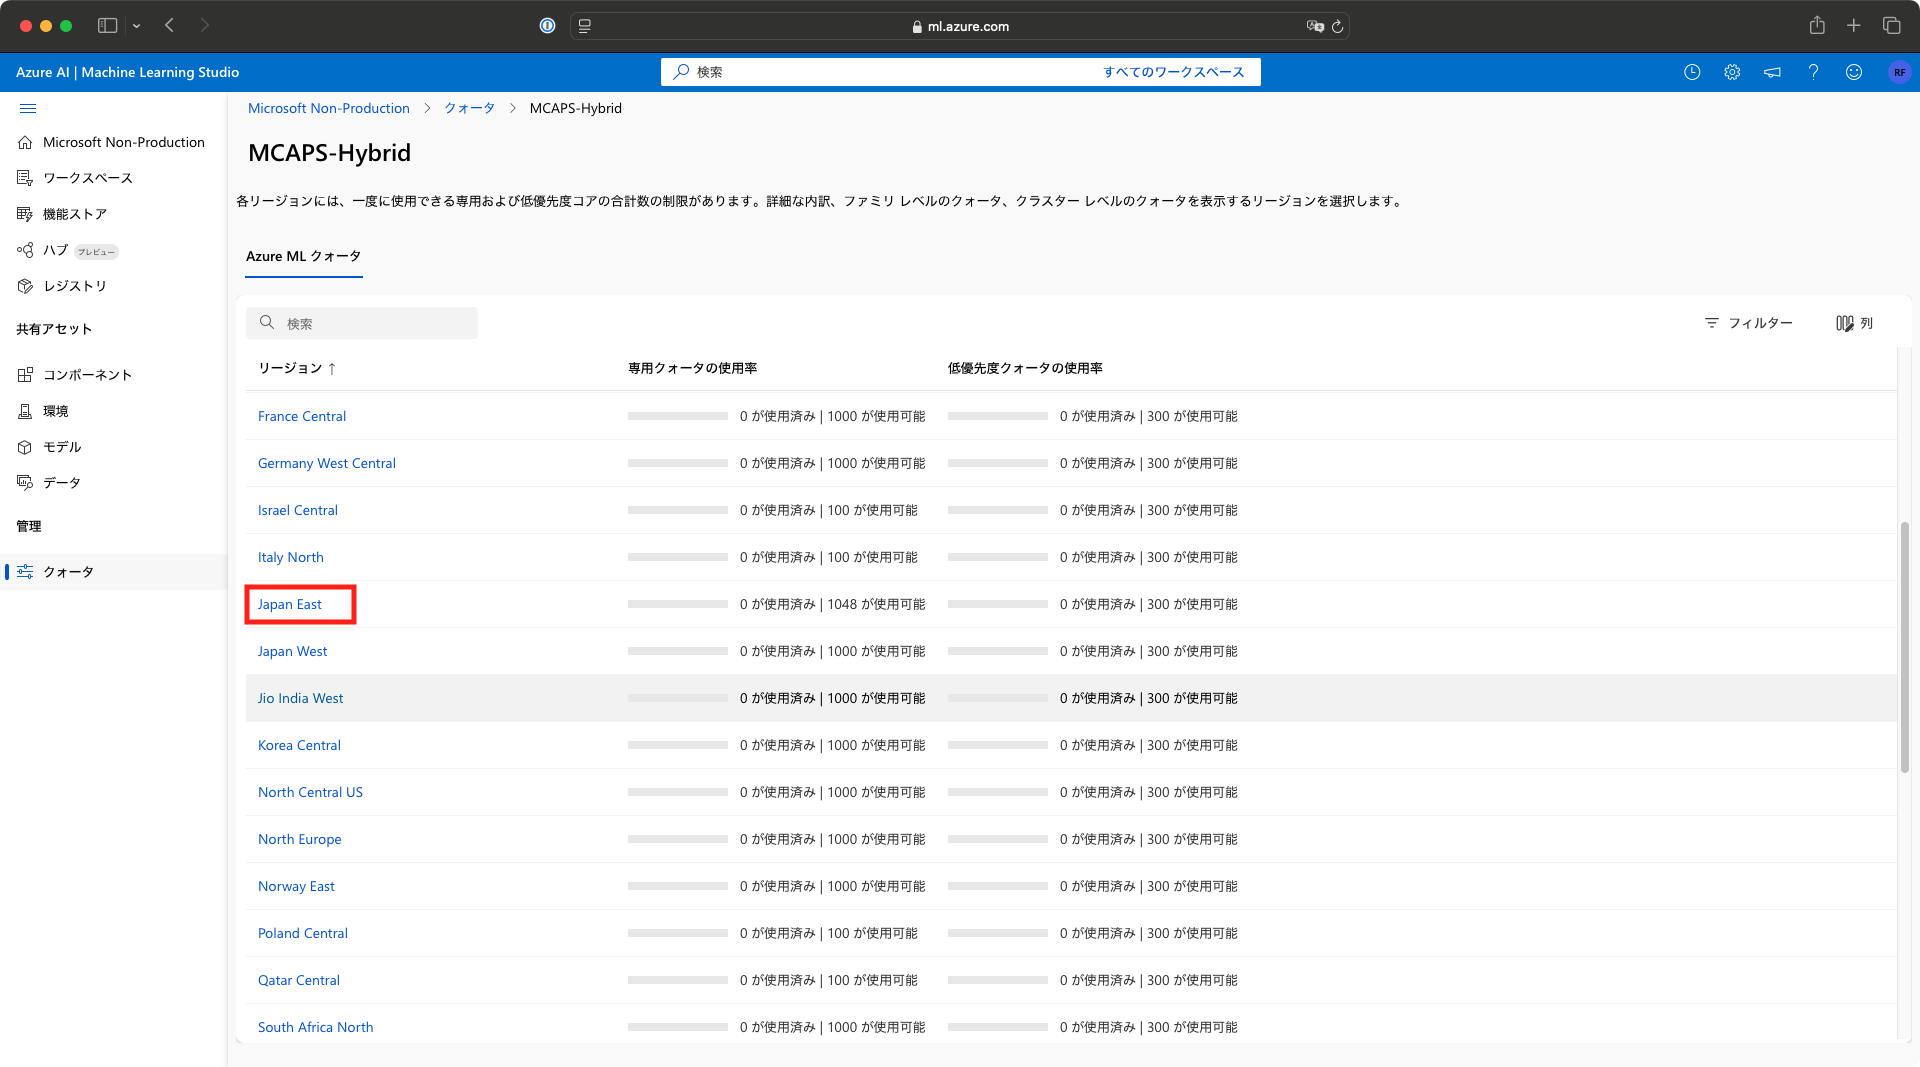 ml.azure.com
Azure AI | Machine Learning Studio
検索
すべてのワークスペース
RF
Microsoft Non-Production
クォータ
MCAPS-Hybrid
Microsoft Non-Production
ワークスペース
機能ストア
ハブ プレビュー
レジストリ
共有アセット
コンポーネント
環境
モデル
データ
管理
クォータ
MCAPS-Hybrid
各リージョンには、一度に使用できる専用および低優先度コアの合計数の制限があります。詳細な内訳、ファミリ レベルのクォータ、クラスター レベルのクォータを表示するリージョンを選択します。
Azure ML クォータ
検索
フィルター
列
リージョン ↑ 専用クォータの使用率 低優先度クォータの使用率
France Central 0 が使用済み | 1000 が使用可能 0 が使用済み | 300 が使用可能
Germany West Central 0 が使用済み | 1000 が使用可能 0 が使用済み | 300 が使用可能
Israel Central 0 が使用済み | 100 が使用可能 0 が使用済み | 300 が使用可能
Italy North 0 が使用済み | 100 が使用可能 0 が使用済み | 300 が使用可能
Japan East 0 が使用済み | 1048 が使用可能 0 が使用済み | 300 が使用可能
Japan West 0 が使用済み | 1000 が使用可能 0 が使用済み | 300 が使用可能
Jio India West 0 が使用済み | 1000 が使用可能 0 が使用済み | 300 が使用可能
Korea Central 0 が使用済み | 1000 が使用可能 0 が使用済み | 300 が使用可能
North Central US 0 が使用済み | 1000 が使用可能 0 が使用済み | 300 が使用可能
North Europe 0 が使用済み | 1000 が使用可能 0 が使用済み | 300 が使用可能
Norway East 0 が使用済み | 1000 が使用可能 0 が使用済み | 300 が使用可能
Poland Central 0 が使用済み | 100 が使用可能 0 が使用済み | 300 が使用可能
Qatar Central 0 が使用済み | 100 が使用可能 0 が使用済み | 300 が使用可能
South Africa North 0 が使用済み | 1000 が使用可能 0 が使用済み | 300 が使用可能